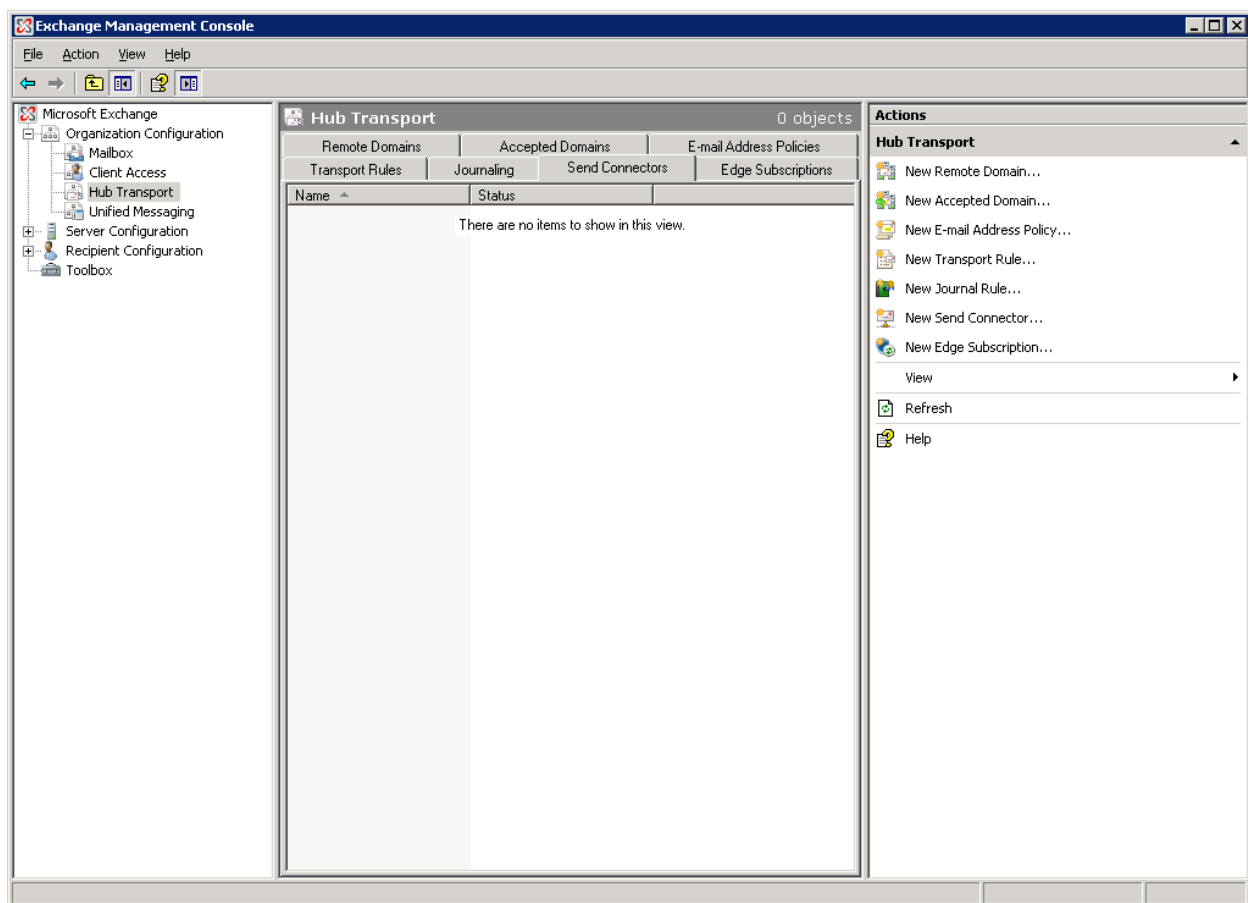 Exchange Management Console
File Action View Help
Microsoft Exchange
Organization Configuration
Mailbox
Client Access
Hub Transport
Unified Messaging
Server Configuration
Recipient Configuration
Toolbox
Hub Transport 0 objects
Remote Domains Accepted Domains E-mail Address Policies
Transport Rules Journaling Send Connectors Edge Subscriptions
Name Status
There are no items to show in this view.
Actions
Hub Transport
New Remote Domain...
New Accepted Domain...
New E-mail Address Policy...
New Transport Rule...
New Journal Rule...
New Send Connector...
New Edge Subscription...
View
Refresh
Help